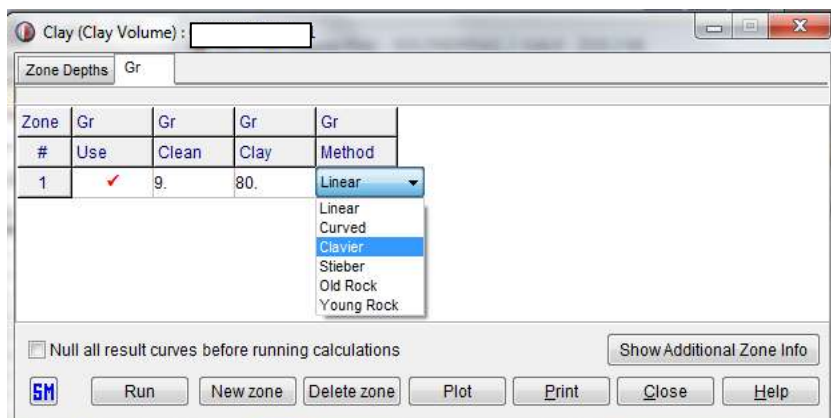 Clay (Clay Volume) :
Zone Depths Gr
Zone Gr Gr Gr Gr
# Use Clean Clay Method
1 9. 80. Linear
Linear
Curved
Clavier
Stieber
Old Rock
Young Rock
Null all result curves before running calculations Show Additional Zone Info
SM Run New zone Delete zone Plot Print Close Help